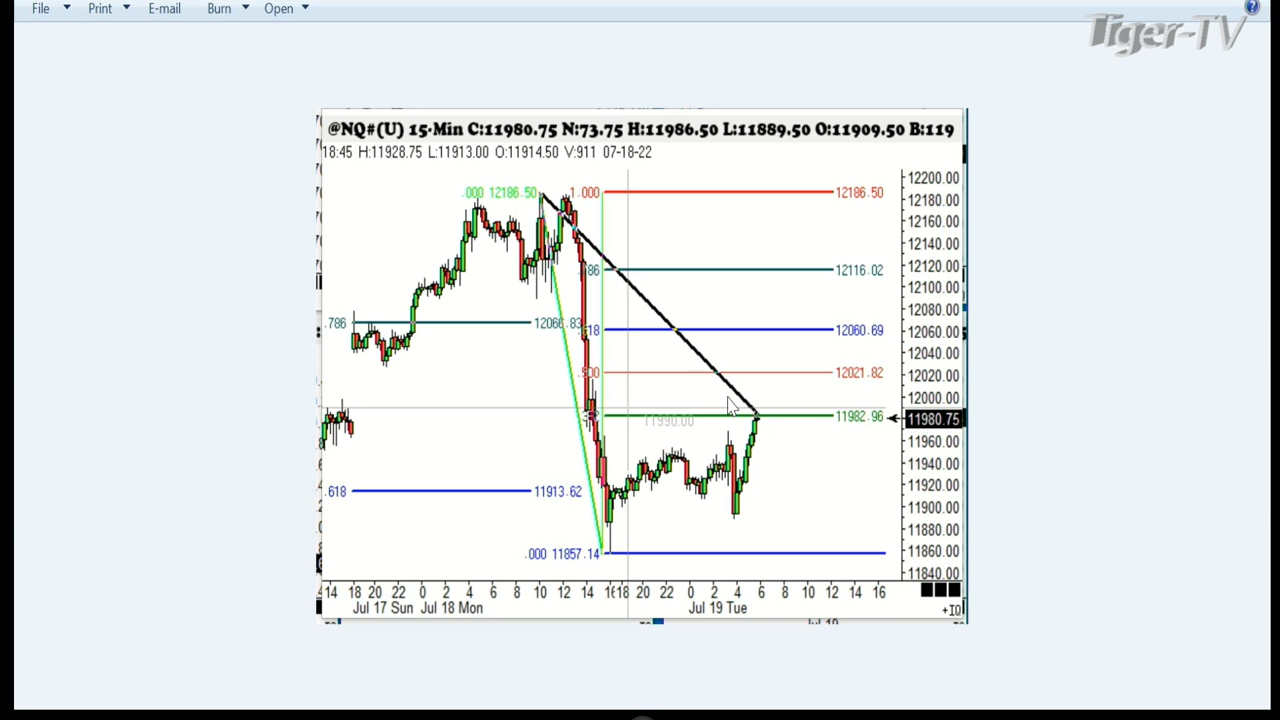 File Print E-mail Burn Open
Tiger-TV
@NQ#(U) 15-Min C:11980.75 N:73.75 H:11986.50 L:11889.50 O:11909.50 B:119
18:45 H:11928.75 L:11913.00 O:11914.50 V:911 07-18-22
12200.00
.000 12186.50 1.000 12186.50
12180.00
12160.00
12140.00
12120.00
.786 12116.02
12100.00
12080.00
.786 12066.83 .618 12060.69
12060.00
12040.00
.500 12021.82
12020.00
12000.00
11990.00 11982.96 11980.75
11960.00
11940.00
11920.00
.618 11913.62
11900.00
11880.00
.000 11857.14
11860.00
11840.00
14 18 20 22 0 2 4 6 8 10 12 14 16 18 20 22 0 2 4 6 8 10 12 14 16
Jul 17 Sun Jul 18 Mon Jul 19 Tue
+TQ